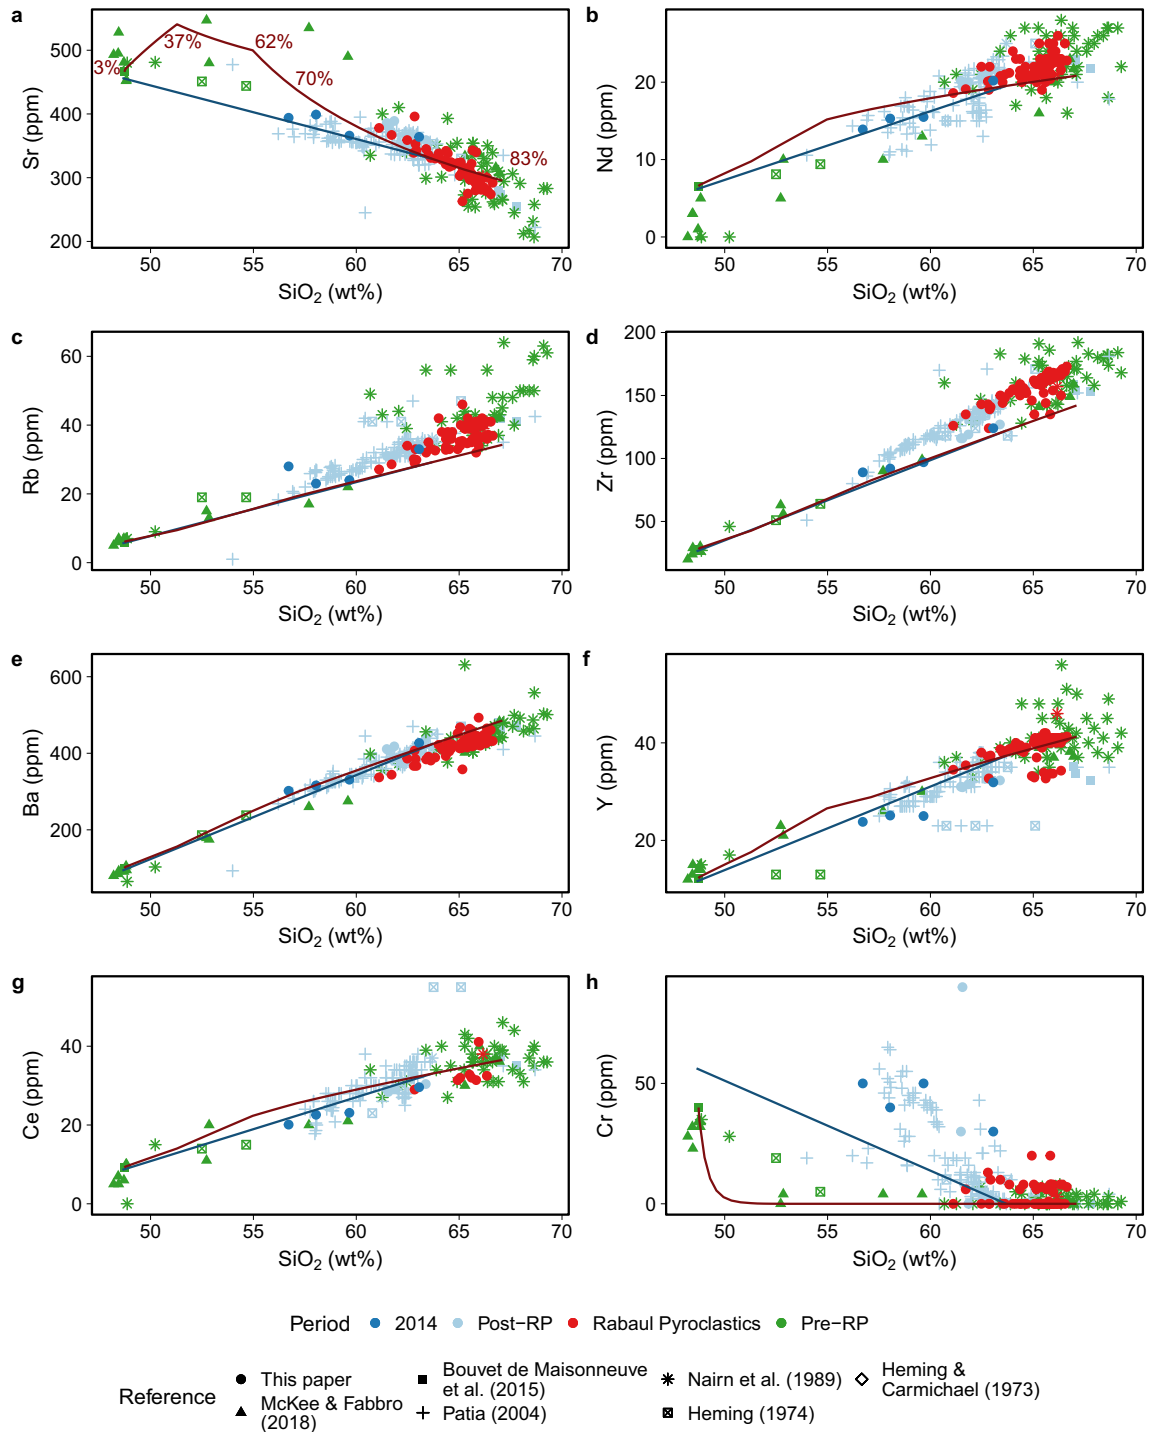 a
Sr (ppm)
500
400
300
200
3%
37%
62%
70%
83%
50 55 60 65 70
SiO2 (wt%)
b
Nd (ppm)
20
10
0
50 55 60 65 70
SiO2 (wt%)
c
Rb (ppm)
60
40
20
0
50 55 60 65 70
SiO2 (wt%)
d
Zr (ppm)
200
150
100
50
50 55 60 65 70
SiO2 (wt%)
e
Ba (ppm)
600
400
200
50 55 60 65 70
SiO2 (wt%)
f
Y (ppm)
40
20
50 55 60 65 70
SiO2 (wt%)
g
Ce (ppm)
40
20
0
50 55 60 65 70
SiO2 (wt%)
h
Cr (ppm)
50
0
50 55 60 65 70
SiO2 (wt%)
Period 2014 Post−RP Rabaul Pyroclastics Pre−RP
Reference
This paper
McKee & Fabbro
(2018)
Bouvet de Maisonneuve
et al. (2015)
Patia (2004)
Nairn et al. (1989)
Heming (1974)
Heming &
Carmichael (1973)